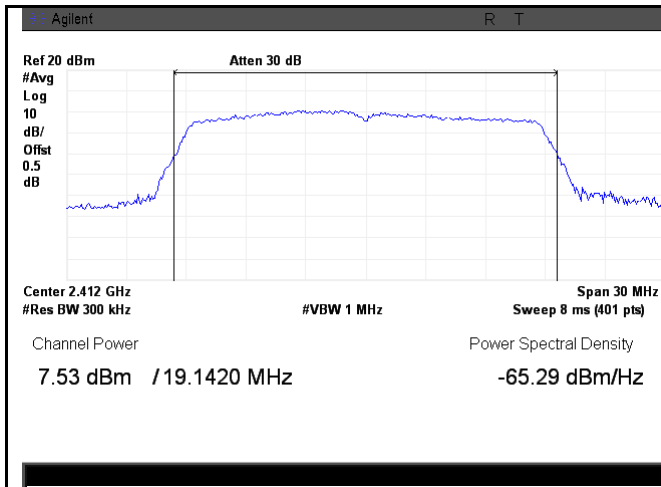 Agilent R T
Ref 20 dBm Atten 30 dB
#Avg
Log
10
dB/
Offst
0.5
dB
Center 2.412 GHz Span 30 MHz
#Res BW 300 kHz #VBW 1 MHz Sweep 8 ms (401 pts)
Channel Power Power Spectral Density
7.53 dBm /19.1420 MHz -65.29 dBm/Hz